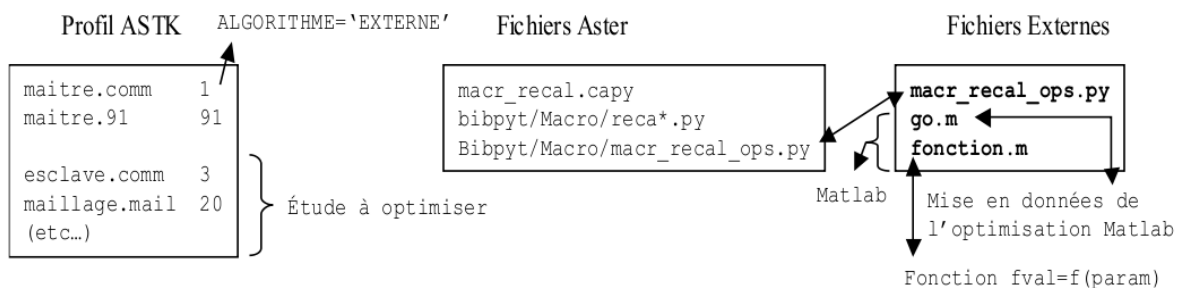 Profil ASTK
ALGORITHME=‘EXTERNE’
maitre.comm 1
maitre.91 91
esclave.comm 3
maillage.mail 20
(etc…)
Étude à optimiser
Fichiers Aster
macr_recal.capy
bibpyt/Macro/reca*.py
Bibpyt/Macro/macr_recal_ops.py
Fichiers Externes
macr_recal_ops.py
go.m
fonction.m
Matlab
Mise en données de
l’optimisation Matlab
Fonction fval=f(param)